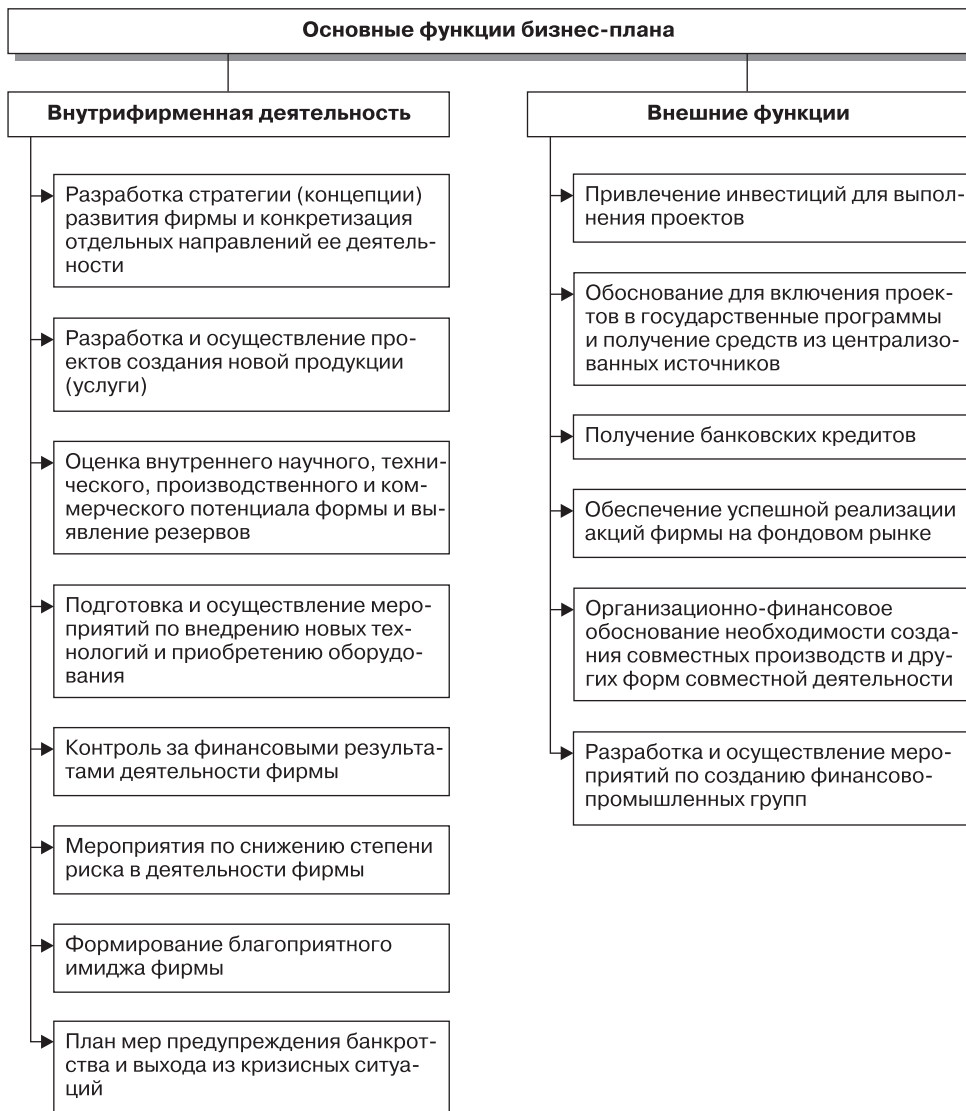 Основные функции бизнес-плана
Внутрифирменная деятельность
Разработка стратегии (концепции)
развития фирмы и конкретизация
отдельных направлений ее деятель-
ности
Разработка и осуществление про-
ектов создания новой продукции
(услуги)
Оценка внутреннего научного, техни-
ческого, производственного и ком-
мерческого потенциала формы и вы-
явление резервов
Подготовка и осуществление меро-
приятий по внедрению новых тех-
нологий и приобретению оборудо-
вания
Контроль за финансовыми результа-
тами деятельности фирмы
Мероприятия по снижению степени
риска в деятельности фирмы
Формирование благоприятного
имиджа фирмы
План мер предупреждения банкрот-
ства и выхода из кризисных ситуа-
ций
Внешние функции
Привлечение инвестиций для выпол-
нения проектов
Обоснование для включения проек-
тов в государственные программы
и получение средств из централизо-
ванных источников
Получение банковских кредитов
Обеспечение успешной реализации
акций фирмы на фондовом рынке
Организационно-финансовое
обоснование необходимости созда-
ния совместных производств и дру-
гих форм совместной деятельности
Разработка и осуществление меро-
приятий по созданию финансово-
промышленных групп